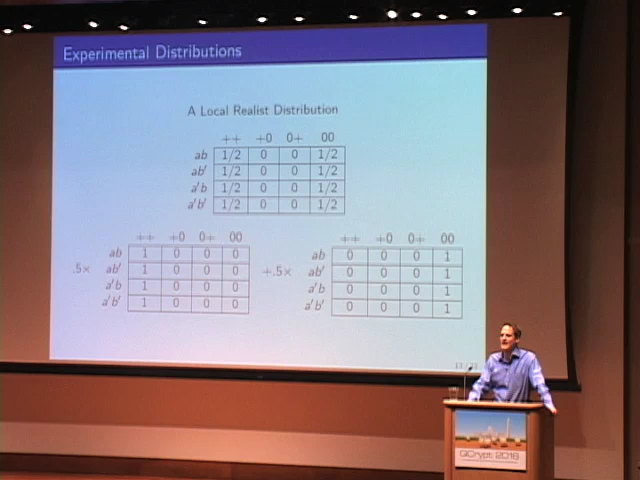 Experimental Distributions
A Local Realist Distribution
++ +0 0+ 00
ab 1/2 0 0 1/2
ab′ 1/2 0 0 1/2
a′b 1/2 0 0 1/2
a′b′ 1/2 0 0 1/2
++ +0 0+ 00
ab 1 0 0 0
.5× ab′ 1 0 0 0
a′b 1 0 0 0
a′b′ 1 0 0 0
++ +0 0+ 00
ab 0 0 0 1
+.5× ab′ 0 0 0 1
a′b 0 0 0 1
a′b′ 0 0 0 1
QCrypt 2016